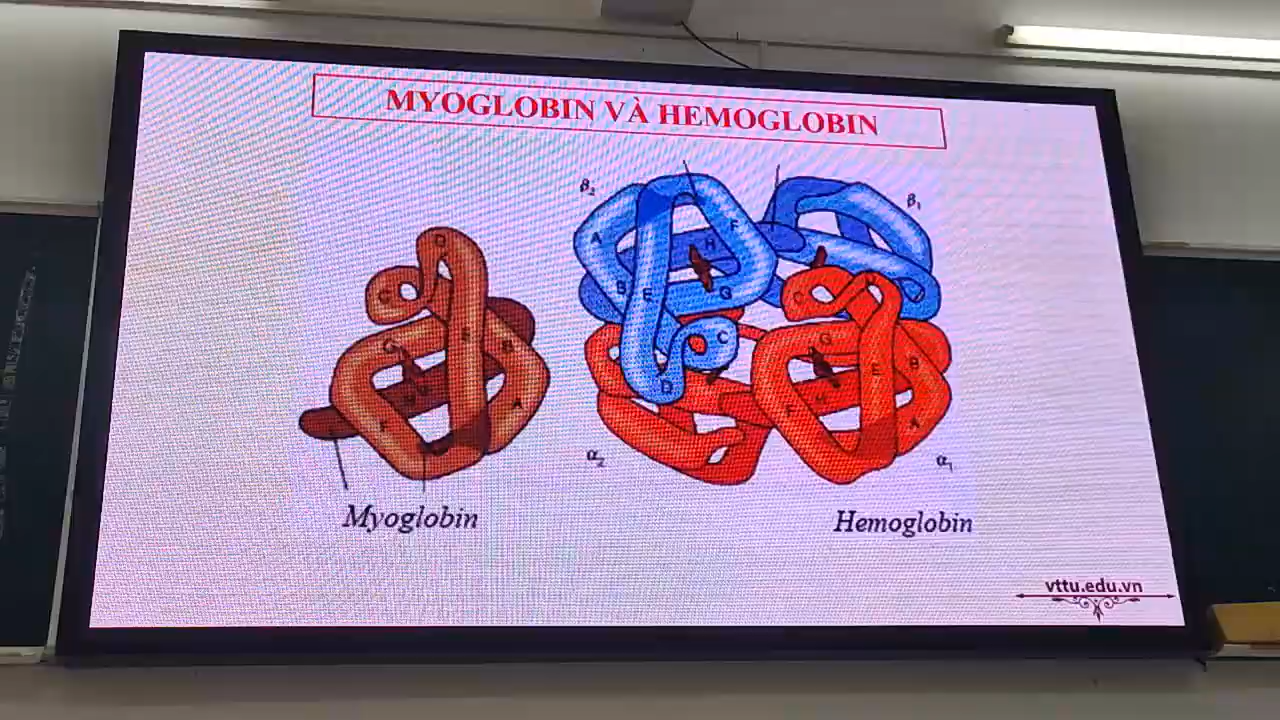 MYOGLOBIN VÀ HEMOGLOBIN
β₂
β₁
A
F
H
B
E
G
C
D
C
G
E
B
H
F
A
α₂
α₁
D
C
E
G
B
H
A
F
Myoglobin
Hemoglobin
vttu.edu.vn